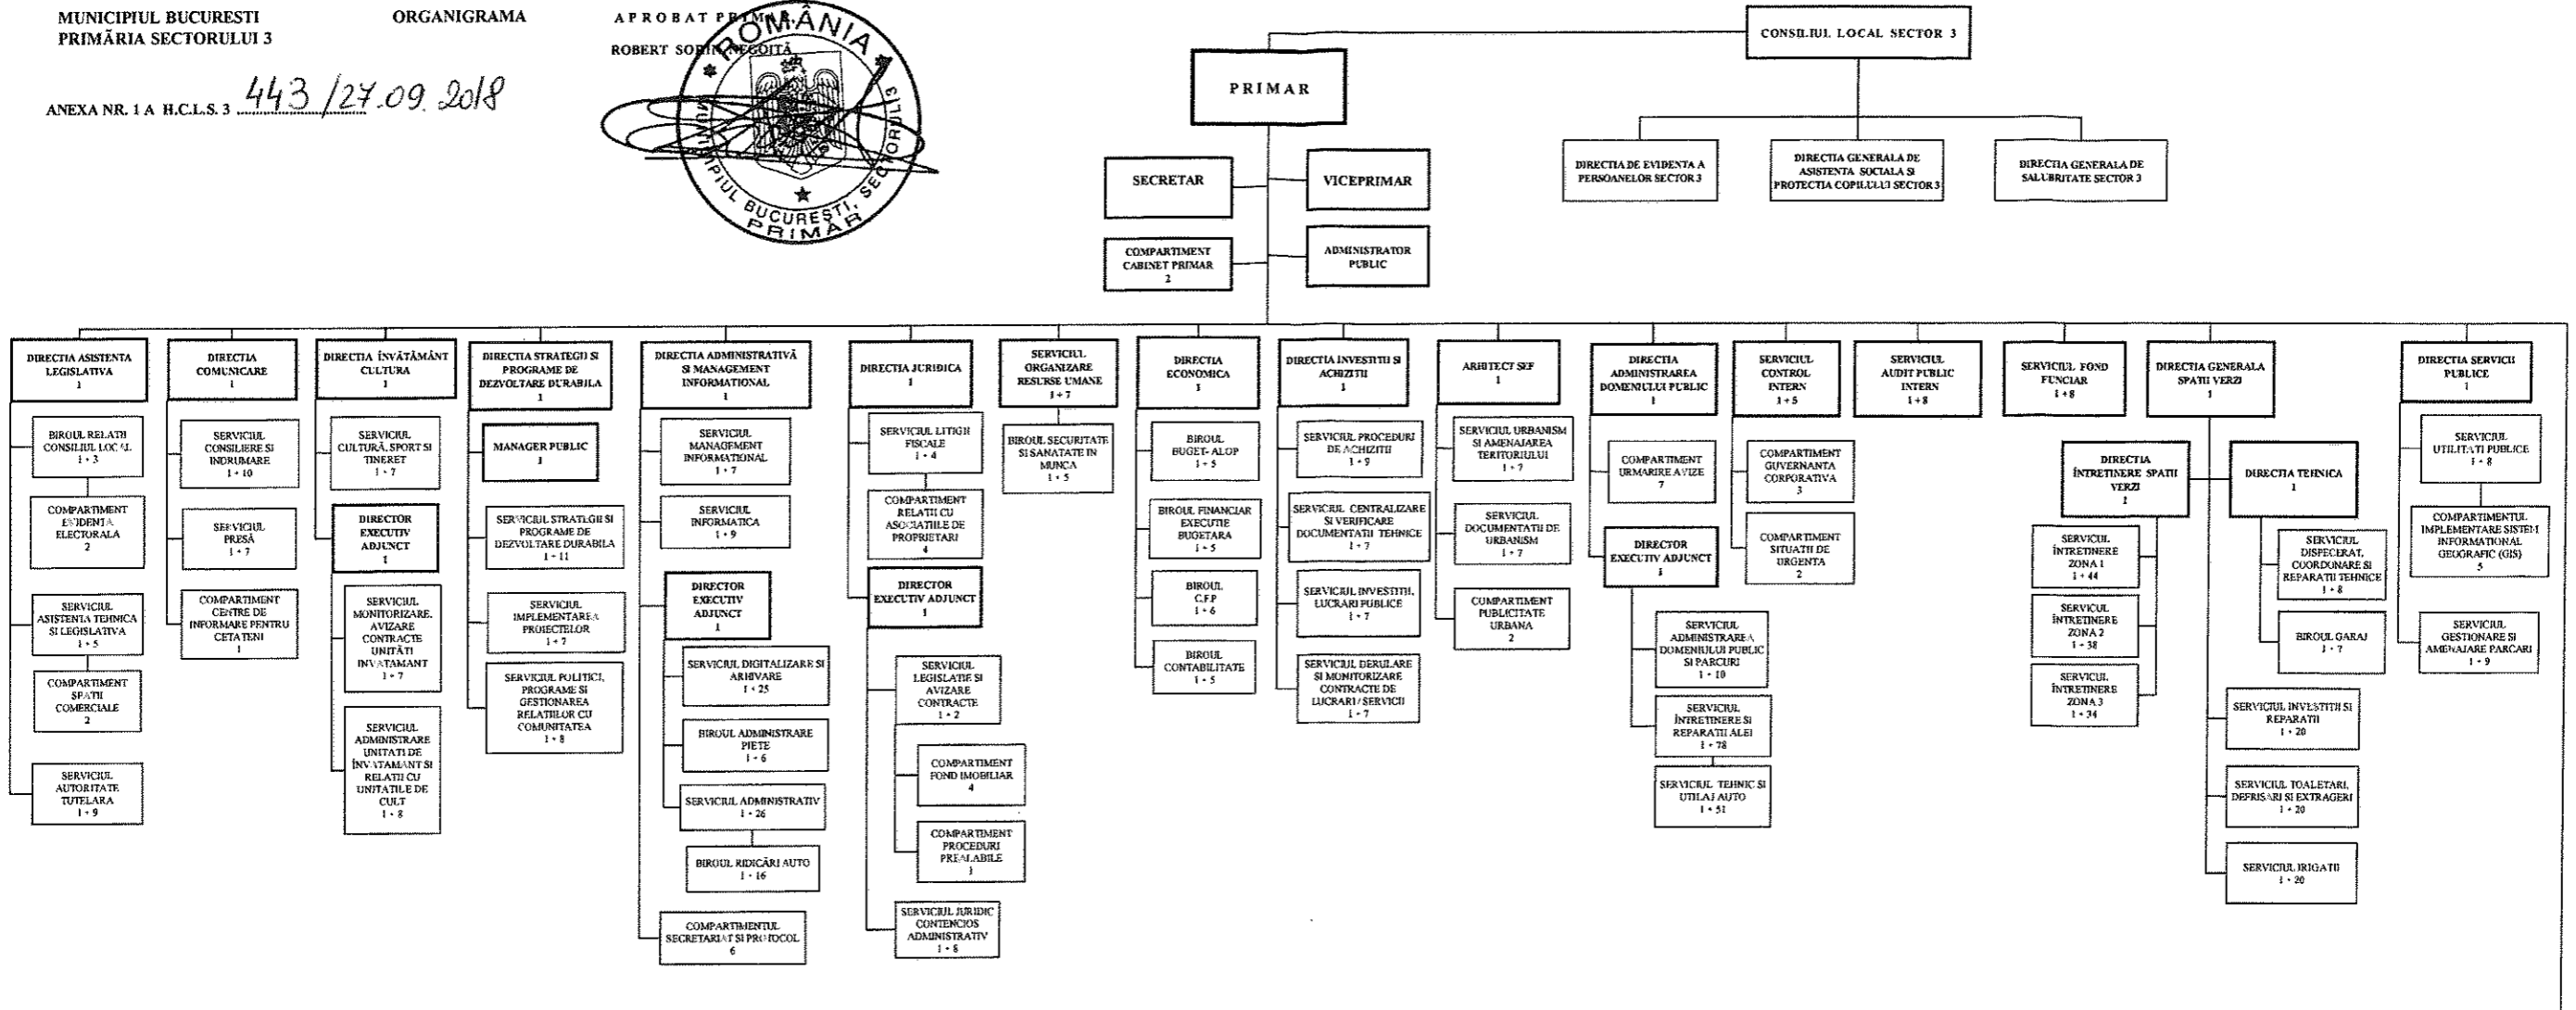 MUNICIPIUL BUCURESTI
PRIMĂRIA SECTORULUI 3
ORGANIGRAMA
APROBAT
ROBERT SORIN NEGOITĂ
ANEXA NR. 1 A H.C.L.S. 3 443 / 27.09.2018
ROMÂNIA
MUNICIPIUL BUCUREȘTI, SECTORUL 3
PRIMAR
CONSILIUL LOCAL SECTOR 3
PRIMAR
DIRECTIA DE EVIDENTA A
PERSOANELOR SECTOR 3
DIRECTIA GENERALA DE
ASISTENTA SOCIALA SI
PROTECTIA COPILULUI SECTOR 3
DIRECTIA GENERALA DE
SALUBRITATE SECTOR 3
SECRETAR
VICEPRIMAR
COMPARTIMENT
CABINET PRIMAR
2
ADMINISTRATOR
PUBLIC
DIRECTIA ASISTENTA
LEGISLATIVA
1
BIROUL RELATII
CONSILIUL LOCAL
1 + 3
COMPARTIMENT
EVIDENTA
ELECTORALA
2
SERVICIUL
ASISTENTA TEHNICA
SI LEGISLATIVA
1 + 5
COMPARTIMENT
SPATII
COMERCIALE
2
SERVICIUL
AUTORITATE
TUTELARA
1 + 9
DIRECTIA
COMUNICARE
1
SERVICIUL
CONSILIERE SI
INDRUMARE
1 + 10
SERVICIUL
PRESĂ
1 + 7
COMPARTIMENT
CENTRE DE
INFORMARE PENTRU
CETATENI
1
DIRECTIA ÎNVĂTĂMÂNT
CULTURA
1
SERVICIUL
CULTURĂ, SPORT SI
TINERET
1 + 7
DIRECTOR
EXECUTIV
ADJUNCT
1
SERVICIUL
MONITORIZARE,
AVIZARE
CONTRACTE
UNITĂTI
INVATAMANT
1 + 7
SERVICIUL
ADMINISTRARE
UNITATI DE
ÎNVATAMANT SI
RELATII CU
UNITATILE DE
CULT
1 + 8
DIRECTIA STRATEGII SI
PROGRAME DE
DEZVOLTARE DURABILA
1
MANAGER PUBLIC
1
SERVICIUL STRATEGII SI
PROGRAME DE
DEZVOLTARE DURABILA
1 + 11
SERVICIUL
IMPLEMENTAREA
PROIECTELOR
1 + 7
SERVICIUL POLITICI,
PROGRAME SI
GESTIONAREA
RELATIILOR CU
COMUNITATEA
1 + 8
DIRECTIA ADMINISTRATIVĂ
SI MANAGEMENT
INFORMATIONAL
1
SERVICIUL
MANAGEMENT
INFORMATIONAL
1 + 7
SERVICIUL
INFORMATICA
1 + 9
DIRECTOR
EXECUTIV
ADJUNCT
1
SERVICIUL DIGITALIZARE SI
ARHIVARE
1 + 25
BIROUL ADMINISTRARE
PIETE
1 + 6
SERVICIUL ADMINISTRATIV
1 + 26
BIROUL RIDICĂRI AUTO
1 + 16
COMPARTIMENTUL
SECRETARIAT SI PROTOCOL
6
DIRECTIA JURIDICA
1
SERVICIUL LITIGII
FISCALE
1 + 4
COMPARTIMENT
RELATII CU
ASOCIATIILE DE
PROPRIETARI
4
DIRECTOR
EXECUTIV ADJUNCT
1
SERVICIUL
LEGISLATIE SI
AVIZARE
CONTRACTE
1 + 2
COMPARTIMENT
FOND IMOBILIAR
4
COMPARTIMENT
PROCEDURI
PREALABILE
1
SERVICIUL JURIDIC
CONTENCIOS
ADMINISTRATIV
1 + 8
SERVICIUL
ORGANIZARE
RESURSE UMANE
1 + 7
BIROUL SECURITATE
SI SANATATE IN
MUNCA
1 + 5
DIRECTIA
ECONOMICA
1
BIROUL
BUGET- ALOP
1 + 5
BIROUL FINANCIAR
EXECUTIE
BUGETARA
1 + 5
BIROUL
C.F.P
1 + 6
BIROUL
CONTABILITATE
1 + 5
DIRECTIA INVESTITII SI
ACHIZITII
1
SERVICIUL PROCEDURI
DE ACHIZITII
1 + 9
SERVICIUL CENTRALIZARE
SI VERIFICARE
DOCUMENTATII TEHNICE
1 + 7
SERVICIUL INVESTITII,
LUCRARI PUBLICE
1 + 7
SERVICIUL DERULARE
SI MONITORIZARE
CONTRACTE DE
LUCRARI / SERVICII
1 + 7
ARHITECT SEF
1
SERVICIUL URBANISM
SI AMENAJAREA
TERITORIULUI
1 + 7
SERVICIUL
DOCUMENTATII DE
URBANISM
1 + 7
COMPARTIMENT
PUBLICITATE
URBANA
2
DIRECTIA
ADMINISTRAREA
DOMENIULUI PUBLIC
1
COMPARTIMENT
URMARIRE AVIZE
7
DIRECTOR
EXECUTIV ADJUNCT
1
SERVICIUL
ADMINISTRAREA
DOMENIULUI PUBLIC
SI PARCURI
1 + 10
SERVICIUL
ÎNTRETINERE SI
REPARATII ALEI
1 + 78
SERVICIUL TEHNIC SI
UTILAJ AUTO
1 + 51
SERVICIUL
CONTROL
INTERN
1 + 5
COMPARTIMENT
GUVERNANTA
CORPORATIVA
3
COMPARTIMENT
SITUATII DE
URGENTA
2
SERVICIUL
AUDIT PUBLIC
INTERN
1 + 8
SERVICIUL FOND
FUNCIAR
1 + 8
DIRECTIA GENERALA
SPATII VERZI
1
DIRECTIA
ÎNTRETINERE SPATII
VERZI
1
SERVICUL
ÎNTRETINERE
ZONA 1
1 + 44
SERVICUL
ÎNTRETINERE
ZONA 2
1 + 38
SERVICUL
ÎNTRETINERE
ZONA 3
1 + 34
DIRECTIA TEHNICA
1
SERVICIUL
DISPECERAT,
COORDONARE SI
REPARATII TEHNICE
1 + 8
BIROUL GARAJ
1 + 7
SERVICIUL INVESTITII SI
REPARATII
1 + 20
SERVICIUL TOALETARI,
DEFRISARI SI EXTRAGERI
1 + 20
SERVICIUL IRIGATII
1 + 20
DIRECTIA SERVICII
PUBLICE
1
SERVICIUL
UTILITATI PUBLICE
1 + 8
COMPARTIMENTUL
IMPLEMENTARE SISTEM
INFORMATIONAL
GEOGRAFIC (GIS)
5
SERVICIUL
GESTIONARE SI
AMENAJARE PARCARI
1 + 9